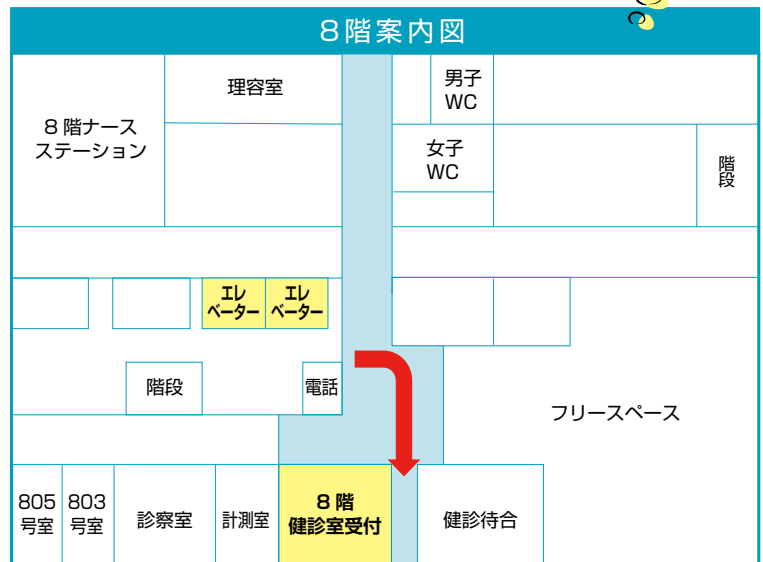 8階案内図
理容室
男子
WC
8 階ナース
ステーション
女子
WC
階段
エレ
ベーター
エレ
ベーター
階段
電話
フリースペース
805
号室
803
号室
診察室
計測室
8 階
健診室受付
健診待合